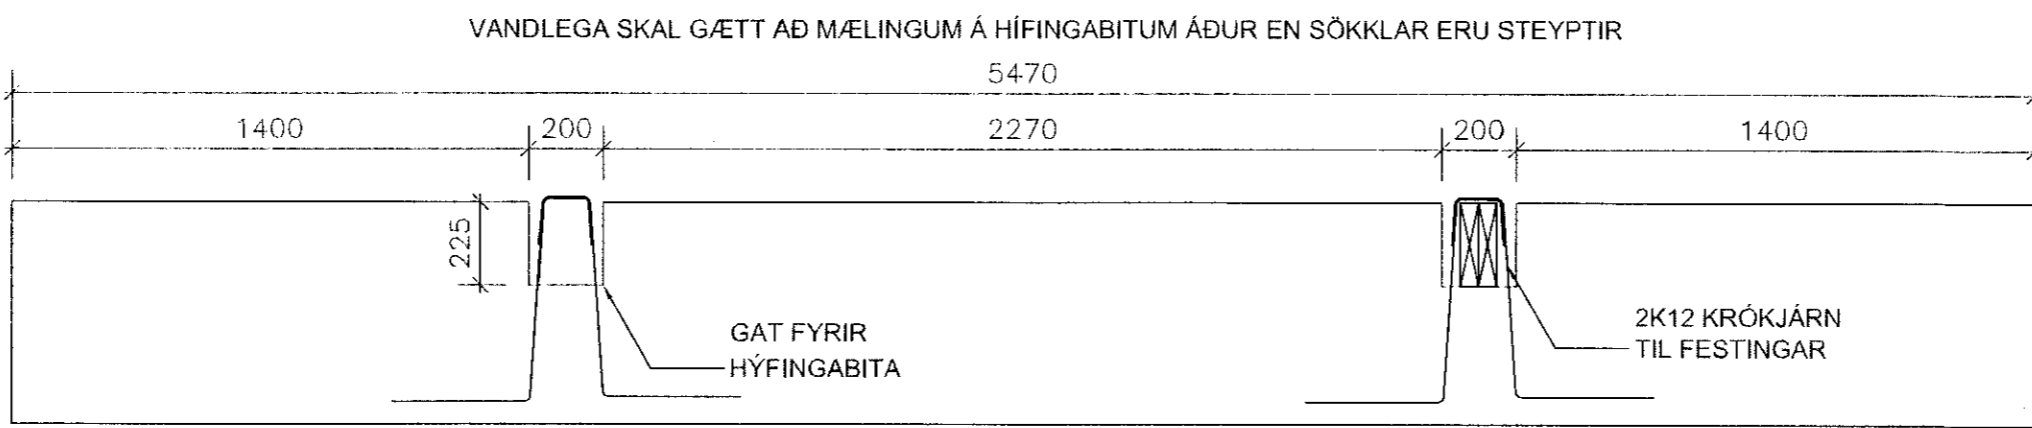 VANDLEGA SKAL GÆTT AÐ MÆLINGUM Á HÍFINGABITUM ÁÐUR EN SÖKKLAR ERU STEYPTIR
5470
1400 200 2270 200 1400
225
GAT FYRIR
HÝFINGABITA
2K12 KRÓKJÁRN
TIL FESTINGAR